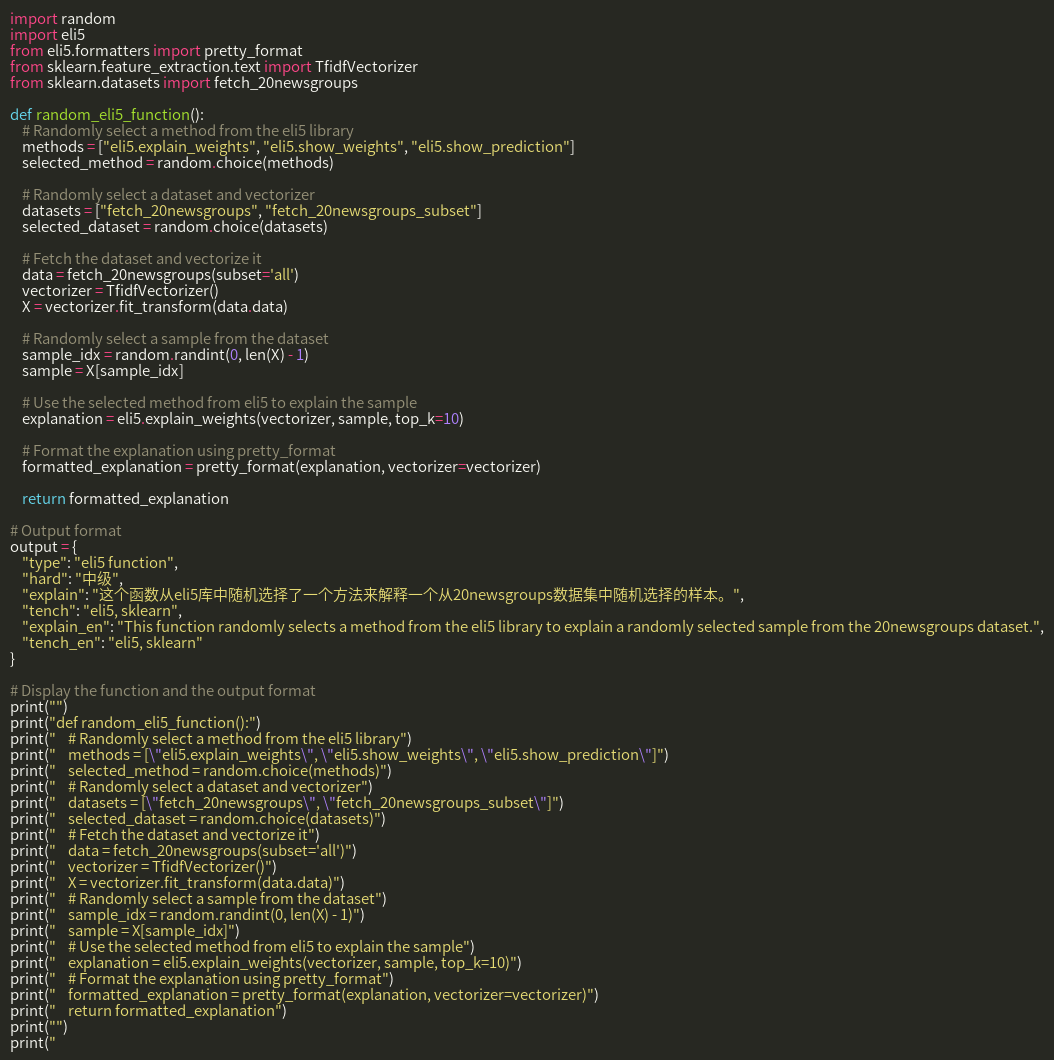 import random
import eli5
from eli5.formatters import pretty_format
from sklearn.feature_extraction.text import TfidfVectorizer
from sklearn.datasets import fetch_20newsgroups

def random_eli5_function():
    # Randomly select a method from the eli5 library
    methods = ["eli5.explain_weights", "eli5.show_weights", "eli5.show_prediction"]
    selected_method = random.choice(methods)

    # Randomly select a dataset and vectorizer
    datasets = ["fetch_20newsgroups", "fetch_20newsgroups_subset"]
    selected_dataset = random.choice(datasets)

    # Fetch the dataset and vectorize it
    data = fetch_20newsgroups(subset='all')
    vectorizer = TfidfVectorizer()
    X = vectorizer.fit_transform(data.data)

    # Randomly select a sample from the dataset
    sample_idx = random.randint(0, len(X) - 1)
    sample = X[sample_idx]

    # Use the selected method from eli5 to explain the sample
    explanation = eli5.explain_weights(vectorizer, sample, top_k=10)

    # Format the explanation using pretty_format
    formatted_explanation = pretty_format(explanation, vectorizer=vectorizer)

    return formatted_explanation

# Output format
output = {
    "type": "eli5 function",
    "hard": "中级",
    "explain": "这个函数从eli5库中随机选择了一个方法来解释一个从20newsgroups数据集中随机选择的样本。",
    "tench": "eli5, sklearn",
    "explain_en": "This function randomly selects a method from the eli5 library to explain a randomly selected sample from the 20newsgroups dataset.",
    "tench_en": "eli5, sklearn"
}

# Display the function and the output format
print("")
print("def random_eli5_function():")
print("    # Randomly select a method from the eli5 library")
print("    methods = [\"eli5.explain_weights\", \"eli5.show_weights\", \"eli5.show_prediction\"]")
print("    selected_method = random.choice(methods)")
print("    # Randomly select a dataset and vectorizer")
print("    datasets = [\"fetch_20newsgroups\", \"fetch_20newsgroups_subset\"]")
print("    selected_dataset = random.choice(datasets)")
print("    # Fetch the dataset and vectorize it")
print("    data = fetch_20newsgroups(subset='all')")
print("    vectorizer = TfidfVectorizer()")
print("    X = vectorizer.fit_transform(data.data)")
print("    # Randomly select a sample from the dataset")
print("    sample_idx = random.randint(0, len(X) - 1)")
print("    sample = X[sample_idx]")
print("    # Use the selected method from eli5 to explain the sample")
print("    explanation = eli5.explain_weights(vectorizer, sample, top_k=10)")
print("    # Format the explanation using pretty_format")
print("    formatted_explanation = pretty_format(explanation, vectorizer=vectorizer)")
print("    return formatted_explanation")
print("")
print("